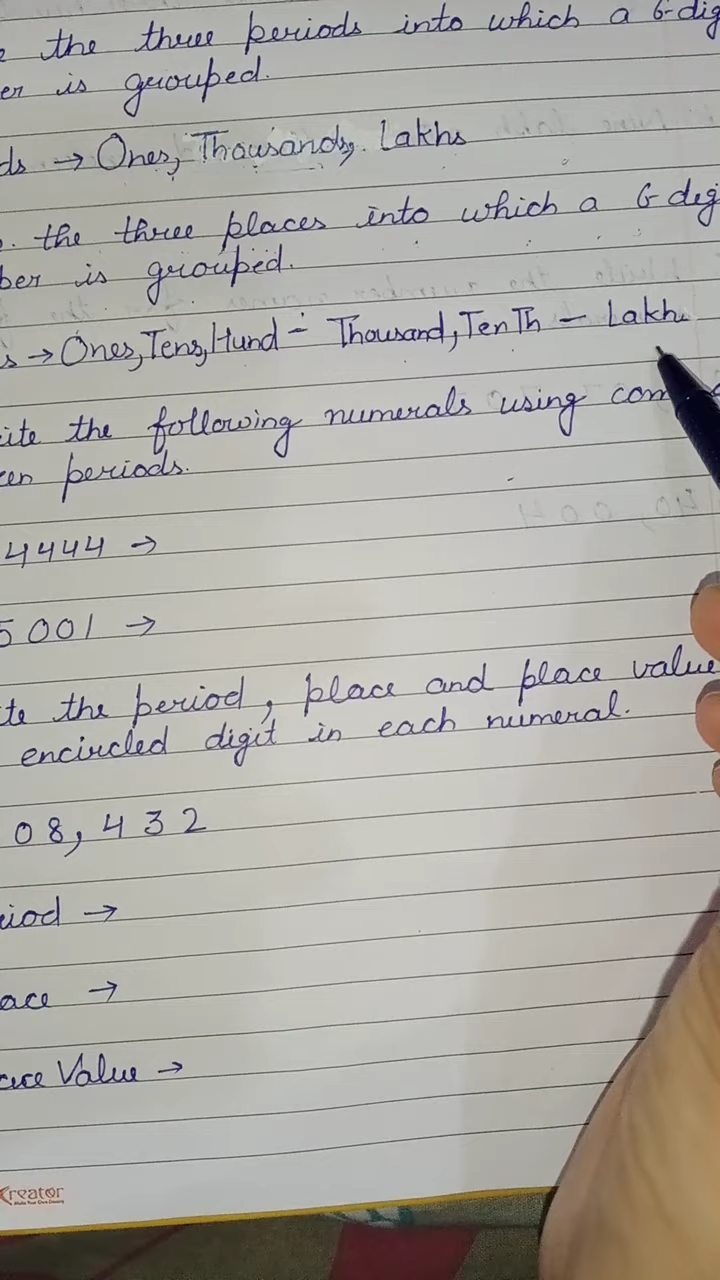 the three periods into which a 6-dig
er is grouped.
ds → Ones, Thousands, Lakhs
the three places into which a 6 dig
ber is grouped.
s → Ones, Tens, Hund - Thousand, Ten Th - Lakh
ite the following numerals using com
een periods.
4444 →
5001 →
te the period, place and place value
encircled digit in each numeral.
08,432
iod →
ace →
ace Value →
Creator